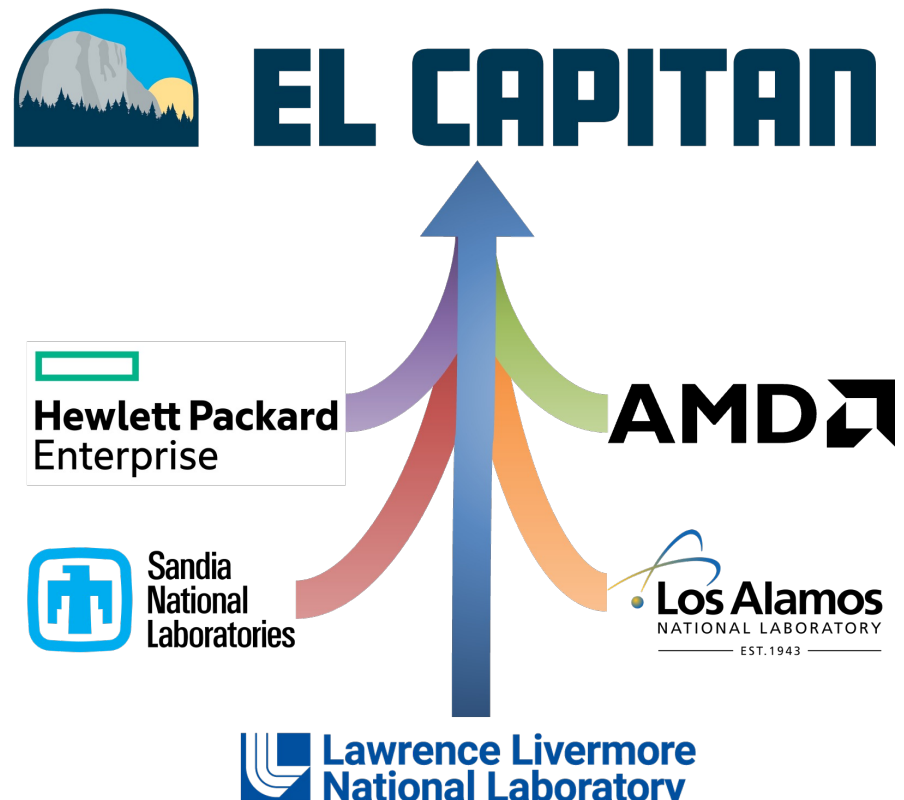 EL CAPITAN
Hewlett Packard
Enterprise
AMD
Sandia
National
Laboratories
Los Alamos
NATIONAL LABORATORY
EST.1943
Lawrence Livermore
National Laboratory